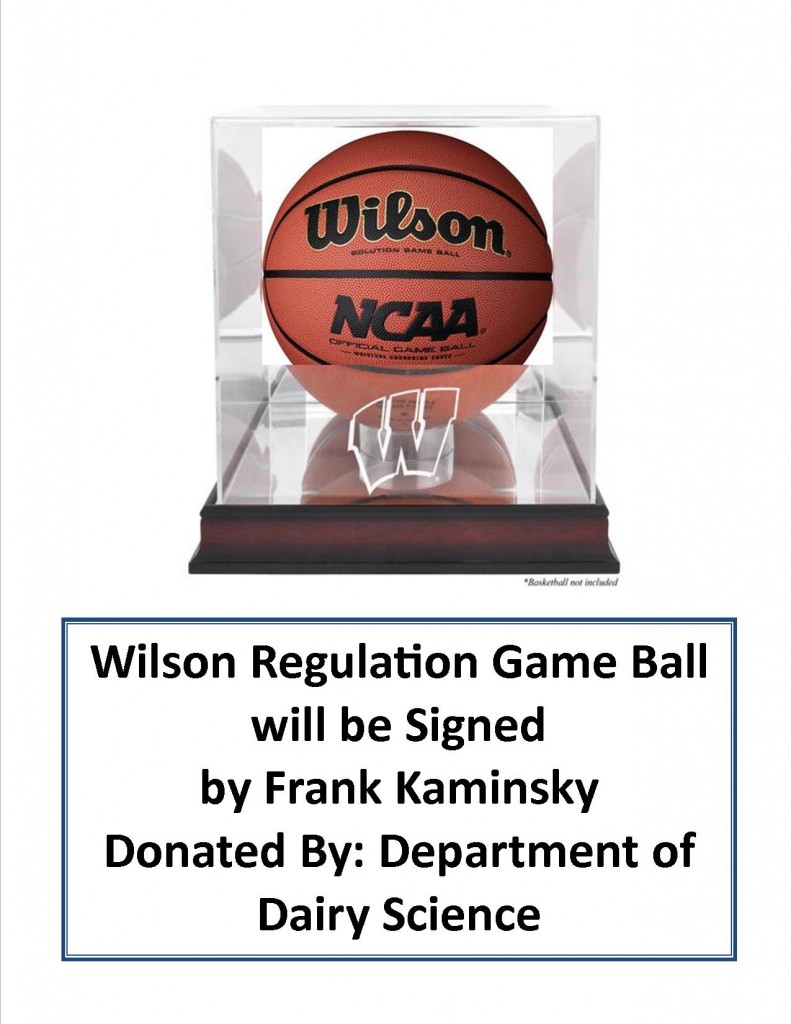 Wilson
SOLUTION GAME BALL
NCAA
OFFICIAL GAME BALL
W
*Basketball not included
Wilson Regulation Game Ball
will be Signed
by Frank Kaminsky
Donated By: Department of
Dairy Science